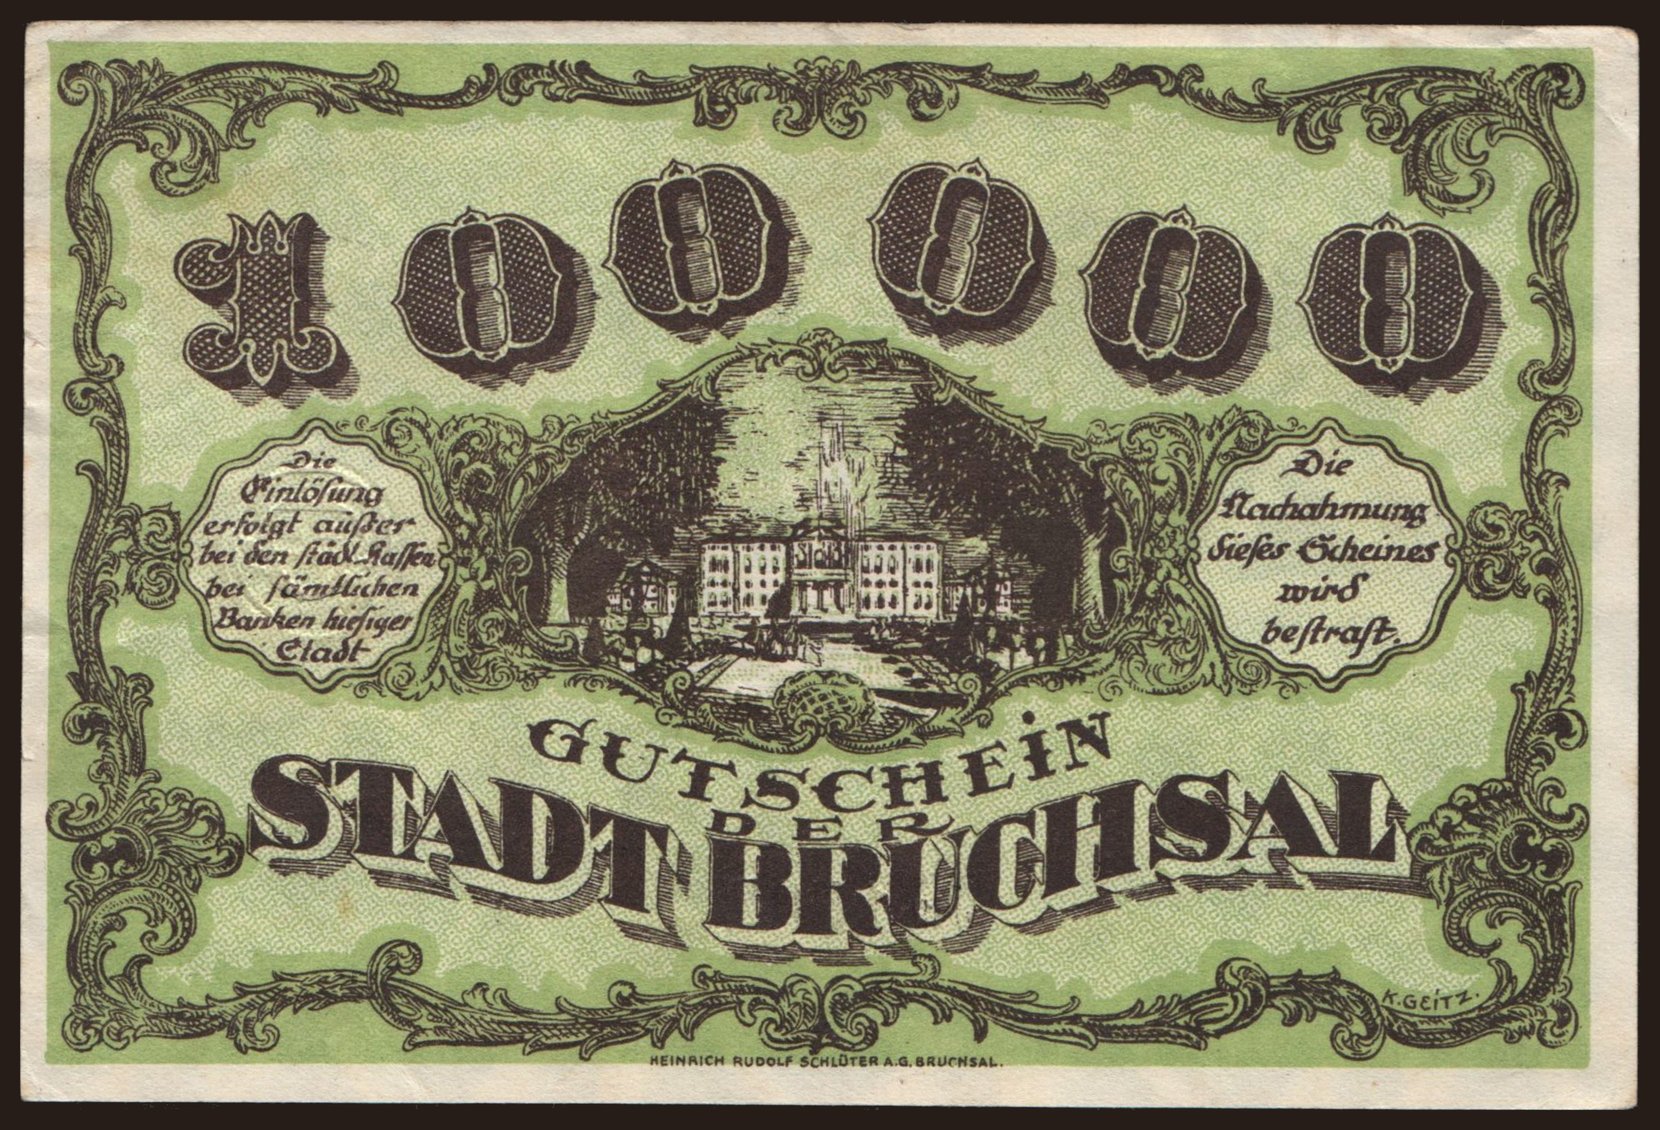 100000
Die
Einlösung
erfolgt außer
bei den städt. Kassen
bei sämtlichen
Banken hiesiger
Stadt
Die
Nachahmung
dieses Scheines
wird
bestraft.
GUTSCHEIN
DER
STADT BRUCHSAL
K. GEITZ.
HEINRICH RUDOLF SCHLÜTER A.G. BRUCHSAL.